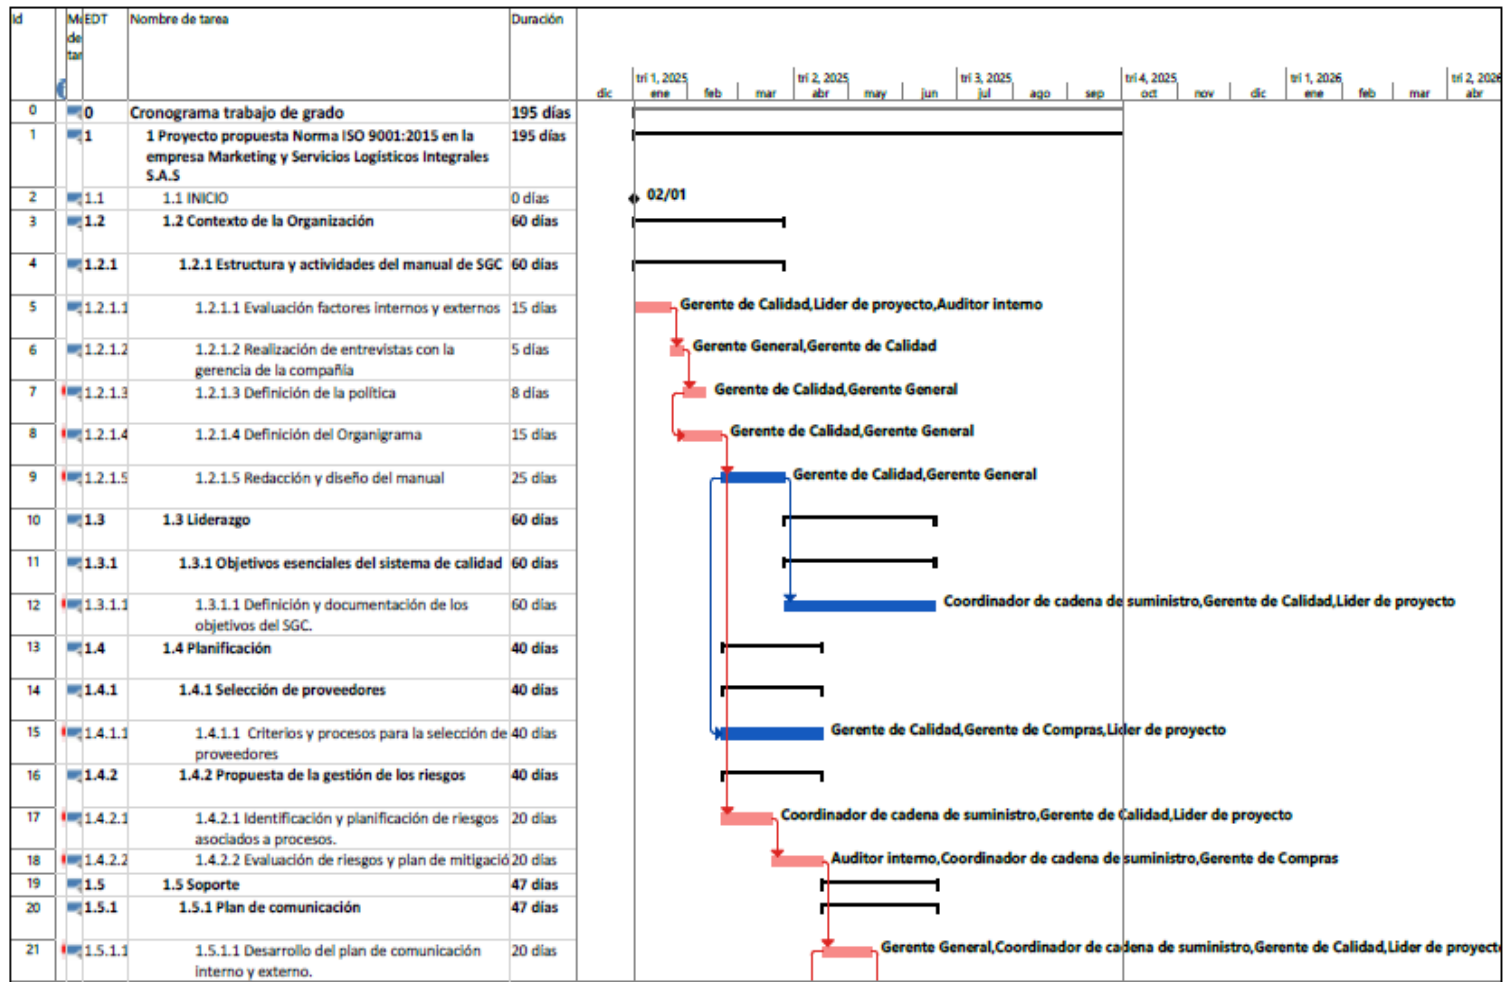 Id Mo EDT Nombre de tarea Duración
de
tar
tri 1, 2025 tri 2, 2025 tri 3, 2025 tri 4, 2025 tri 1, 2026 tri 2, 2026
dic ene feb mar abr may jun jul ago sep oct nov dic ene feb mar abr
0 0 Cronograma trabajo de grado 195 días
1 1 1 Proyecto propuesta Norma ISO 9001:2015 en la 195 días
empresa Marketing y Servicios Logísticos Integrales
S.A.S
2 1.1 1.1 INICIO 0 días 02/01
3 1.2 1.2 Contexto de la Organización 60 días
4 1.2.1 1.2.1 Estructura y actividades del manual de SGC 60 días
5 1.2.1.1 1.2.1.1 Evaluación factores internos y externos 15 días Gerente de Calidad,Lider de proyecto,Auditor interno
6 1.2.1.2 1.2.1.2 Realización de entrevistas con la 5 días Gerente General,Gerente de Calidad
gerencia de la compañía
7 1.2.1.3 1.2.1.3 Definición de la política 8 días Gerente de Calidad,Gerente General
8 1.2.1.4 1.2.1.4 Definición del Organigrama 15 días Gerente de Calidad,Gerente General
9 1.2.1.5 1.2.1.5 Redacción y diseño del manual 25 días Gerente de Calidad,Gerente General
10 1.3 1.3 Liderazgo 60 días
11 1.3.1 1.3.1 Objetivos esenciales del sistema de calidad 60 días
12 1.3.1.1 1.3.1.1 Definición y documentación de los 60 días Coordinador de cadena de suministro,Gerente de Calidad,Lider de proyecto
objetivos del SGC.
13 1.4 1.4 Planificación 40 días
14 1.4.1 1.4.1 Selección de proveedores 40 días
15 1.4.1.1 1.4.1.1 Criterios y procesos para la selección de 40 días Gerente de Calidad,Gerente de Compras,Lider de proyecto
proveedores
16 1.4.2 1.4.2 Propuesta de la gestión de los riesgos 40 días
17 1.4.2.1 1.4.2.1 Identificación y planificación de riesgos 20 días Coordinador de cadena de suministro,Gerente de Calidad,Lider de proyecto
asociados a procesos.
18 1.4.2.2 1.4.2.2 Evaluación de riesgos y plan de mitigació 20 días Auditor interno,Coordinador de cadena de suministro,Gerente de Compras
19 1.5 1.5 Soporte 47 días
20 1.5.1 1.5.1 Plan de comunicación 47 días
21 1.5.1.1 1.5.1.1 Desarrollo del plan de comunicación 20 días Gerente General,Coordinador de cadena de suministro,Gerente de Calidad,Lider de proyecto
interno y externo.